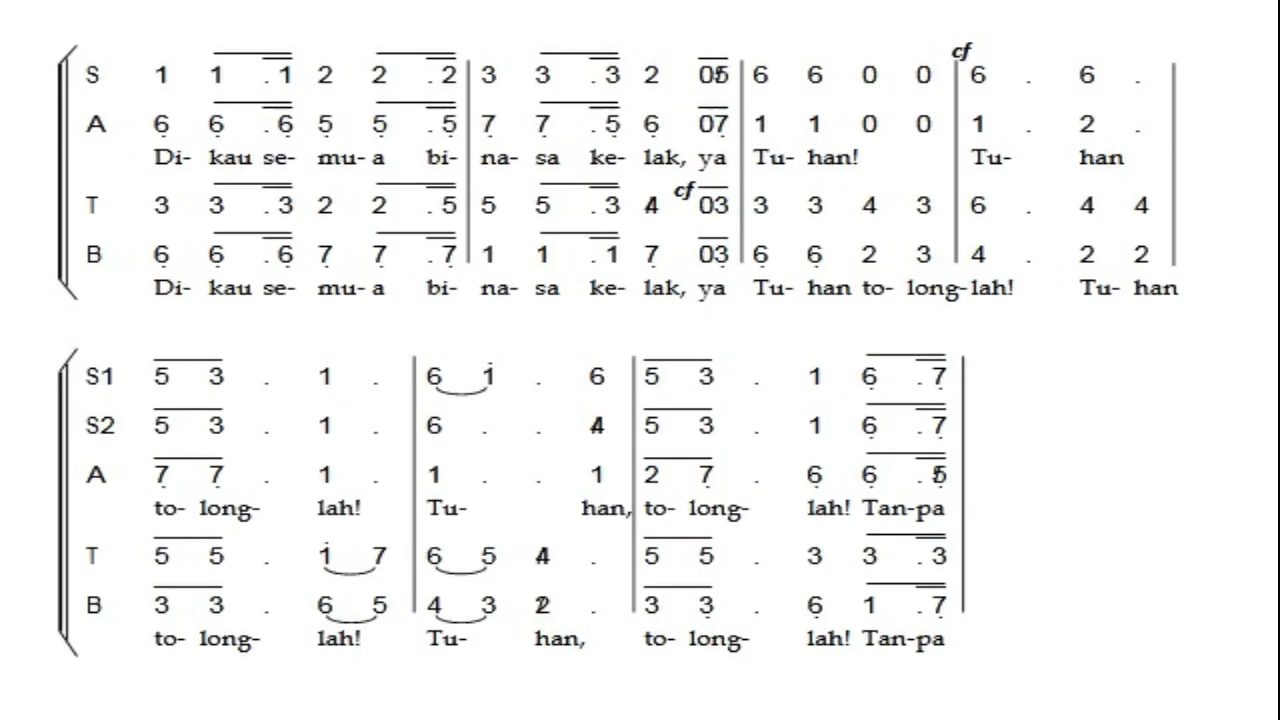 cf
S 1 1 . 1 2 2 . 2 3 3 . 3 2 05 6 6 0 0 6 . 6 .
A 6̣ 6̣ . 6̣ 5̣ 5̣ . 5̣ 7̣ 7̣ . 5̣ 6̣ 07̣ 1 1 0 0 1 . 2 .
Di- kau se- mu- a bi- na- sa ke- lak, ya Tu- han! Tu- han
cf
T 3 3 . 3 2 2 . 5 5 5 . 3 4 03 3 3 4 3 6 . 4 4
B 6̣ 6̣ . 6̣ 7̣ 7̣ . 7̣ 1 1 . 1 7̣ 03̣ 6̣ 6̣ 2 3 4 . 2 2
Di- kau se- mu- a bi- na- sa ke- lak, ya Tu- han to- long- lah! Tu- han
S1 5 3 . 1 . 6 1̇ . 6 5 3 . 1 6̣ . 7̣
S2 5 3 . 1 . 6 . . 4 5 3 . 1 6̣ . 7̣
A 7̣ 7̣ . 1 . 1 . . 1 2 7̣ . 6̣ 6̣ . 5̣
to- long- lah! Tu- han, to- long- lah! Tan-pa
T 5 5 . 1̇ 7 6 5 4 . 5 5 . 3 3 . 3
B 3 3 . 6 5 4 3 2 . 3 3̣ . 6̣ 1 . 7̣
to- long- lah! Tu- han, to- long- lah! Tan-pa